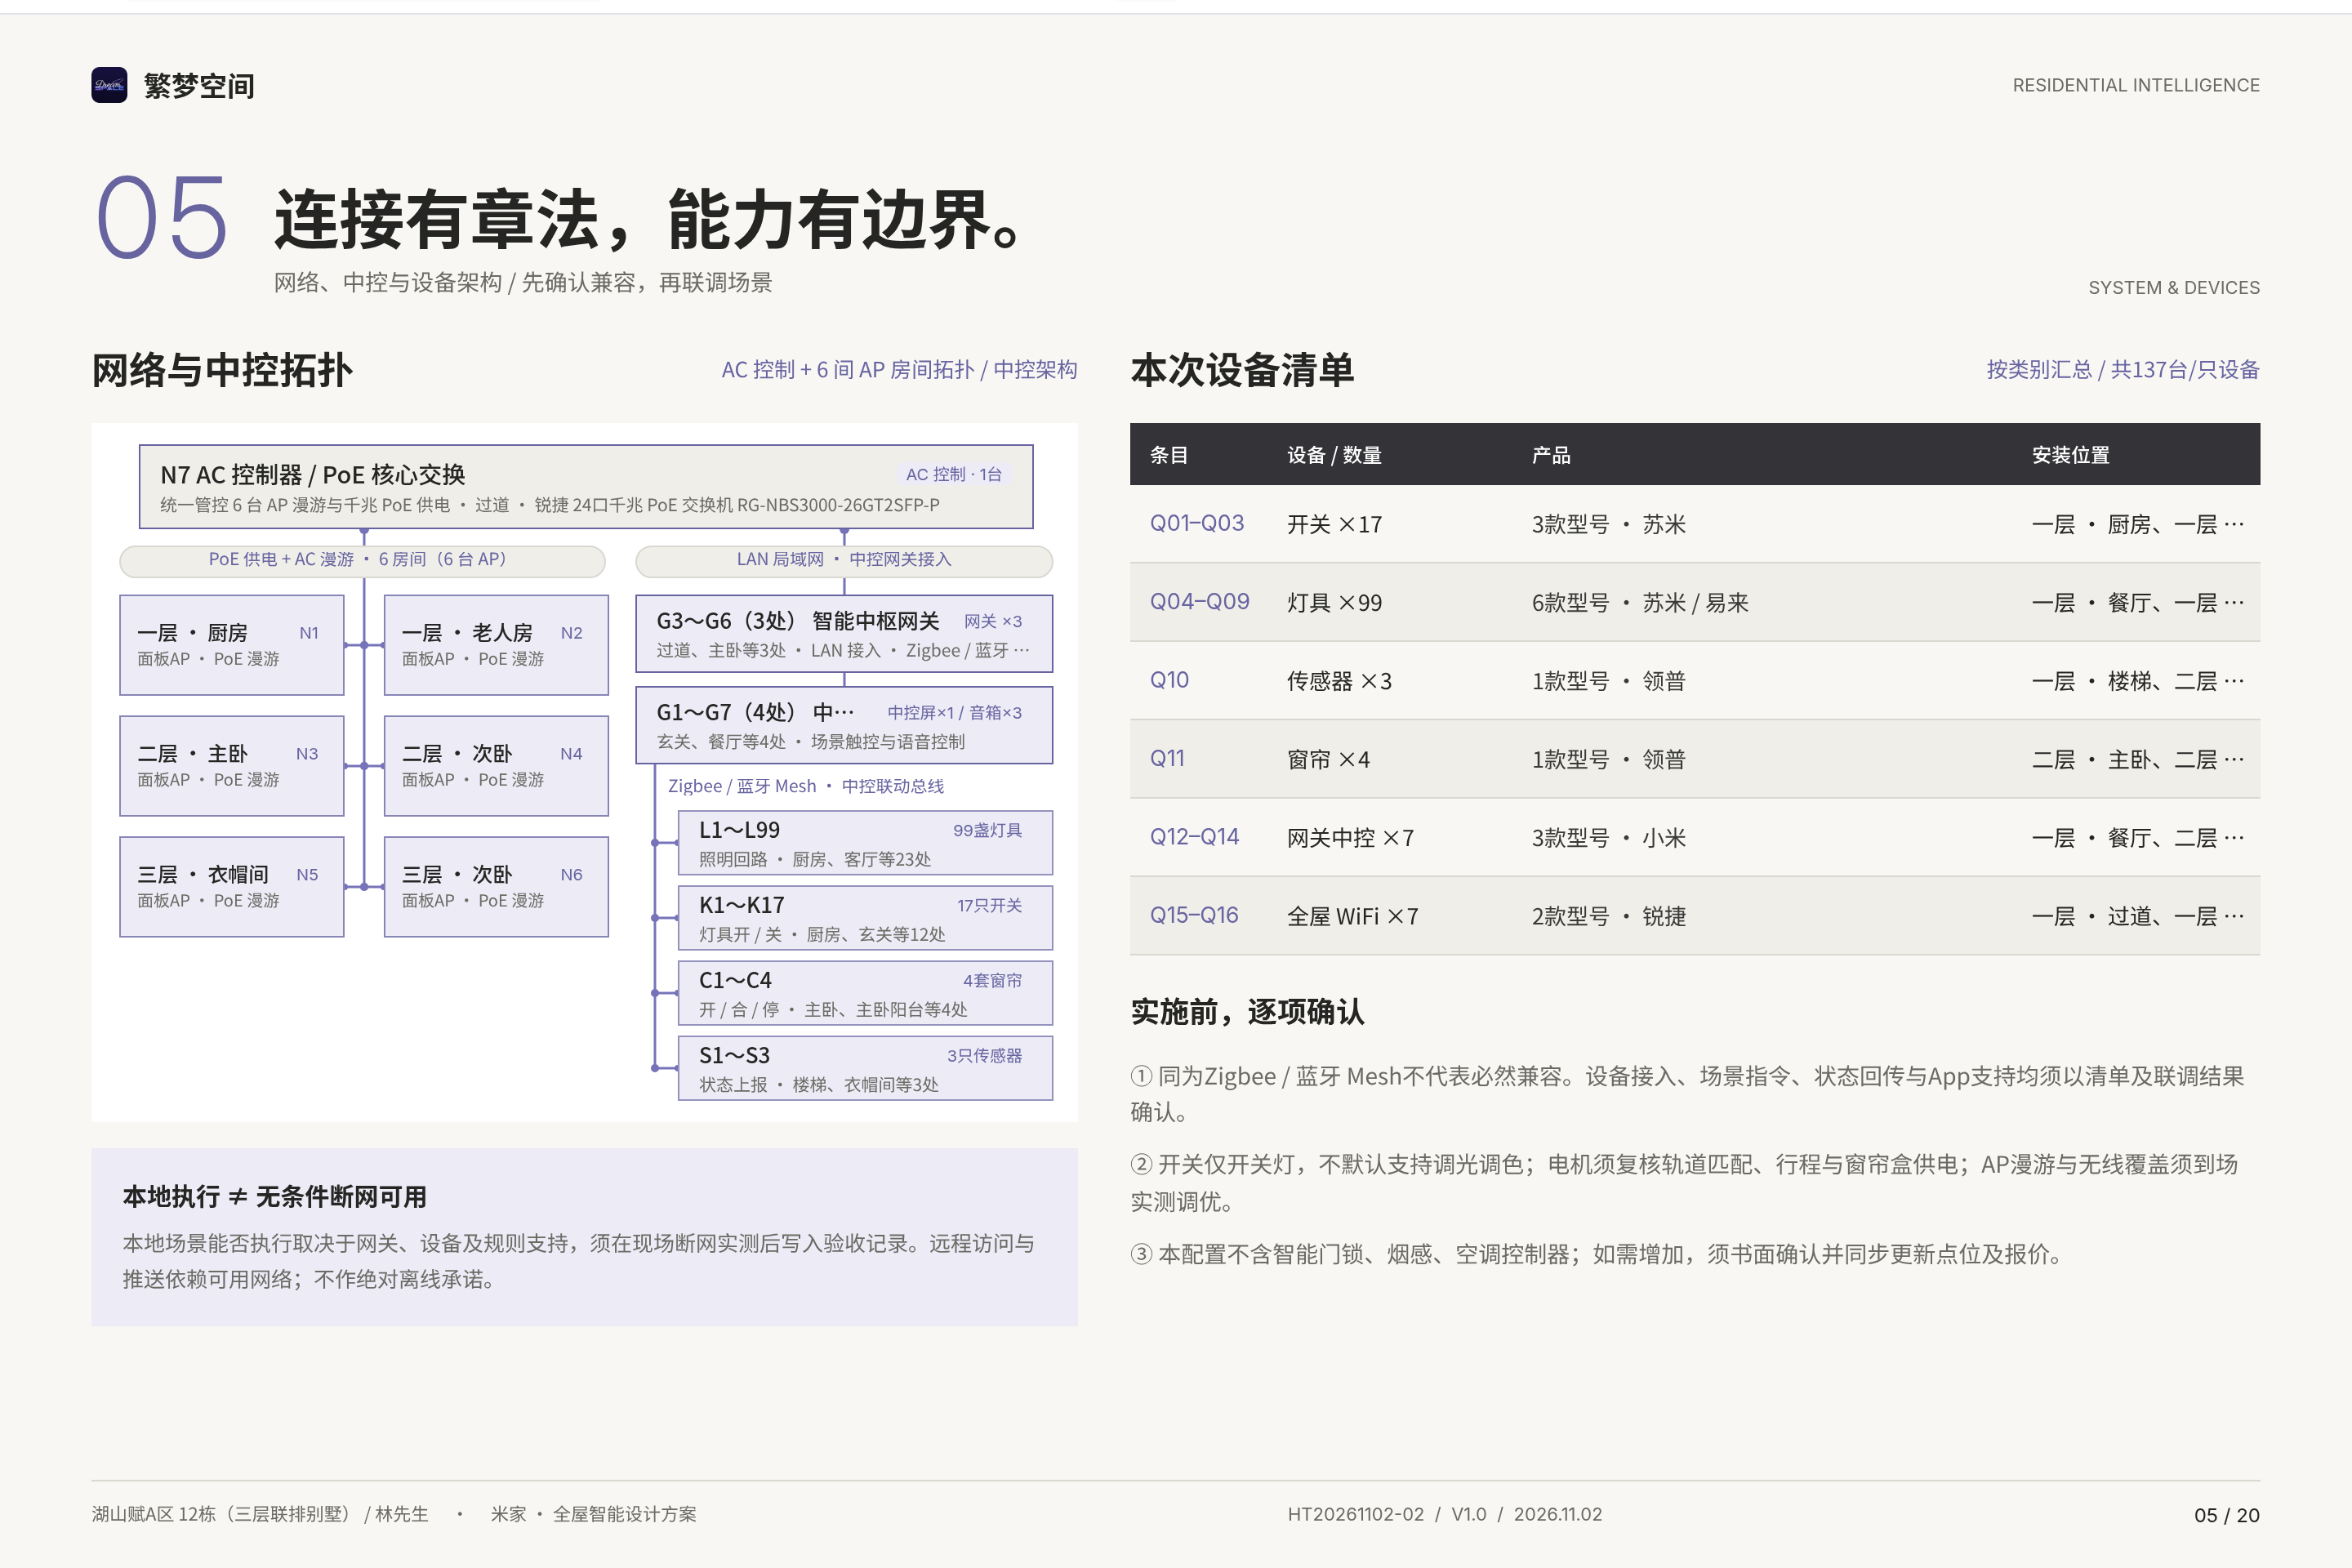 繁梦空间
RESIDENTIAL INTELLIGENCE
05
连接有章法，能力有边界。
网络、中控与设备架构 / 先确认兼容，再联调场景
SYSTEM & DEVICES
网络与中控拓扑
AC 控制 + 6 间 AP 房间拓扑 / 中控架构
N7 AC 控制器 / PoE 核心交换
AC 控制 · 1台
统一管控 6 台 AP 漫游与千兆 PoE 供电 · 过道 · 锐捷 24口千兆 PoE 交换机 RG-NBS3000-26GT2SFP-P
PoE 供电 + AC 漫游 · 6 房间（6 台 AP）
LAN 局域网 · 中控网关接入
一层 · 厨房 N1
面板AP · PoE 漫游
一层 · 老人房 N2
面板AP · PoE 漫游
二层 · 主卧 N3
面板AP · PoE 漫游
二层 · 次卧 N4
面板AP · PoE 漫游
三层 · 衣帽间 N5
面板AP · PoE 漫游
三层 · 次卧 N6
面板AP · PoE 漫游
G3～G6（3处） 智能中枢网关 网关 ×3
过道、主卧等3处 · LAN 接入 · Zigbee / 蓝牙 …
G1～G7（4处） 中… 中控屏×1 / 音箱×3
玄关、餐厅等4处 · 场景触控与语音控制
Zigbee / 蓝牙 Mesh · 中控联动总线
L1～L99 99盏灯具
照明回路 · 厨房、客厅等23处
K1～K17 17只开关
灯具开 / 关 · 厨房、玄关等12处
C1～C4 4套窗帘
开 / 合 / 停 · 主卧、主卧阳台等4处
S1～S3 3只传感器
状态上报 · 楼梯、衣帽间等3处
本地执行 ≠ 无条件断网可用
本地场景能否执行取决于网关、设备及规则支持，须在现场断网实测后写入验收记录。远程访问与
推送依赖可用网络；不作绝对离线承诺。
本次设备清单
按类别汇总 / 共137台/只设备
条目 设备 / 数量 产品 安装位置
Q01–Q03 开关 ×17 3款型号 · 苏米 一层 · 厨房、一层 …
Q04–Q09 灯具 ×99 6款型号 · 苏米 / 易来 一层 · 餐厅、一层 …
Q10 传感器 ×3 1款型号 · 领普 一层 · 楼梯、二层 …
Q11 窗帘 ×4 1款型号 · 领普 二层 · 主卧、二层 …
Q12–Q14 网关中控 ×7 3款型号 · 小米 一层 · 餐厅、二层 …
Q15–Q16 全屋 WiFi ×7 2款型号 · 锐捷 一层 · 过道、一层 …
实施前，逐项确认
① 同为Zigbee / 蓝牙 Mesh不代表必然兼容。设备接入、场景指令、状态回传与App支持均须以清单及联调结果
确认。
② 开关仅开关灯，不默认支持调光调色；电机须复核轨道匹配、行程与窗帘盒供电；AP漫游与无线覆盖须到场
实测调优。
③ 本配置不含智能门锁、烟感、空调控制器；如需增加，须书面确认并同步更新点位及报价。
湖山赋A区 12栋（三层联排别墅） / 林先生 · 米家 · 全屋智能设计方案
HT20261102-02 / V1.0 / 2026.11.02
05 / 20